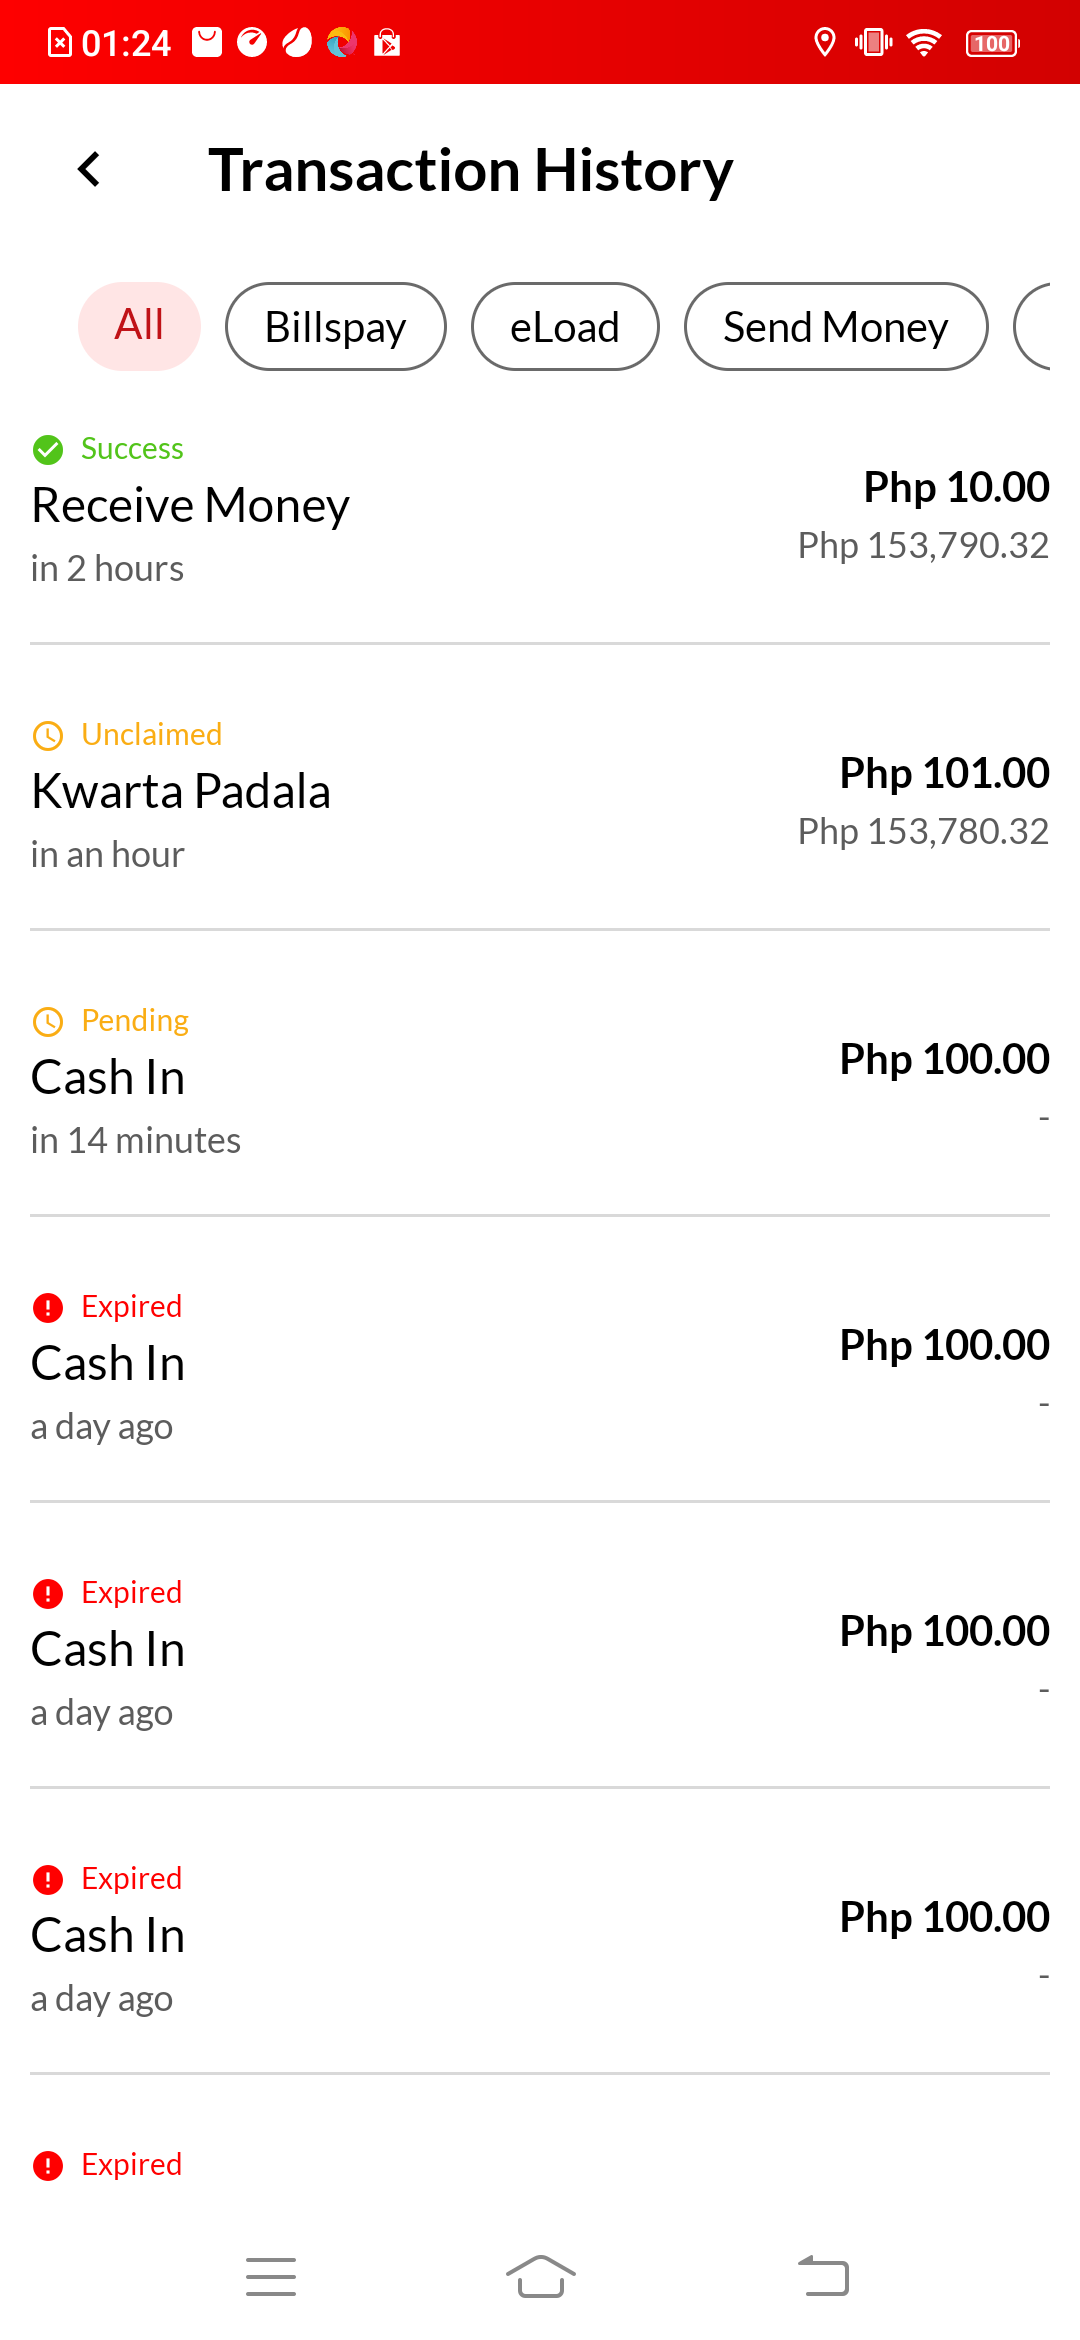 01:24
100
Transaction History
All Billspay eLoad Send Money
Success
Receive Money
in 2 hours
Php 10.00
Php 153,790.32
Unclaimed
Kwarta Padala
in an hour
Php 101.00
Php 153,780.32
Pending
Cash In
in 14 minutes
Php 100.00
-
Expired
Cash In
a day ago
Php 100.00
-
Expired
Cash In
a day ago
Php 100.00
-
Expired
Cash In
a day ago
Php 100.00
-
Expired